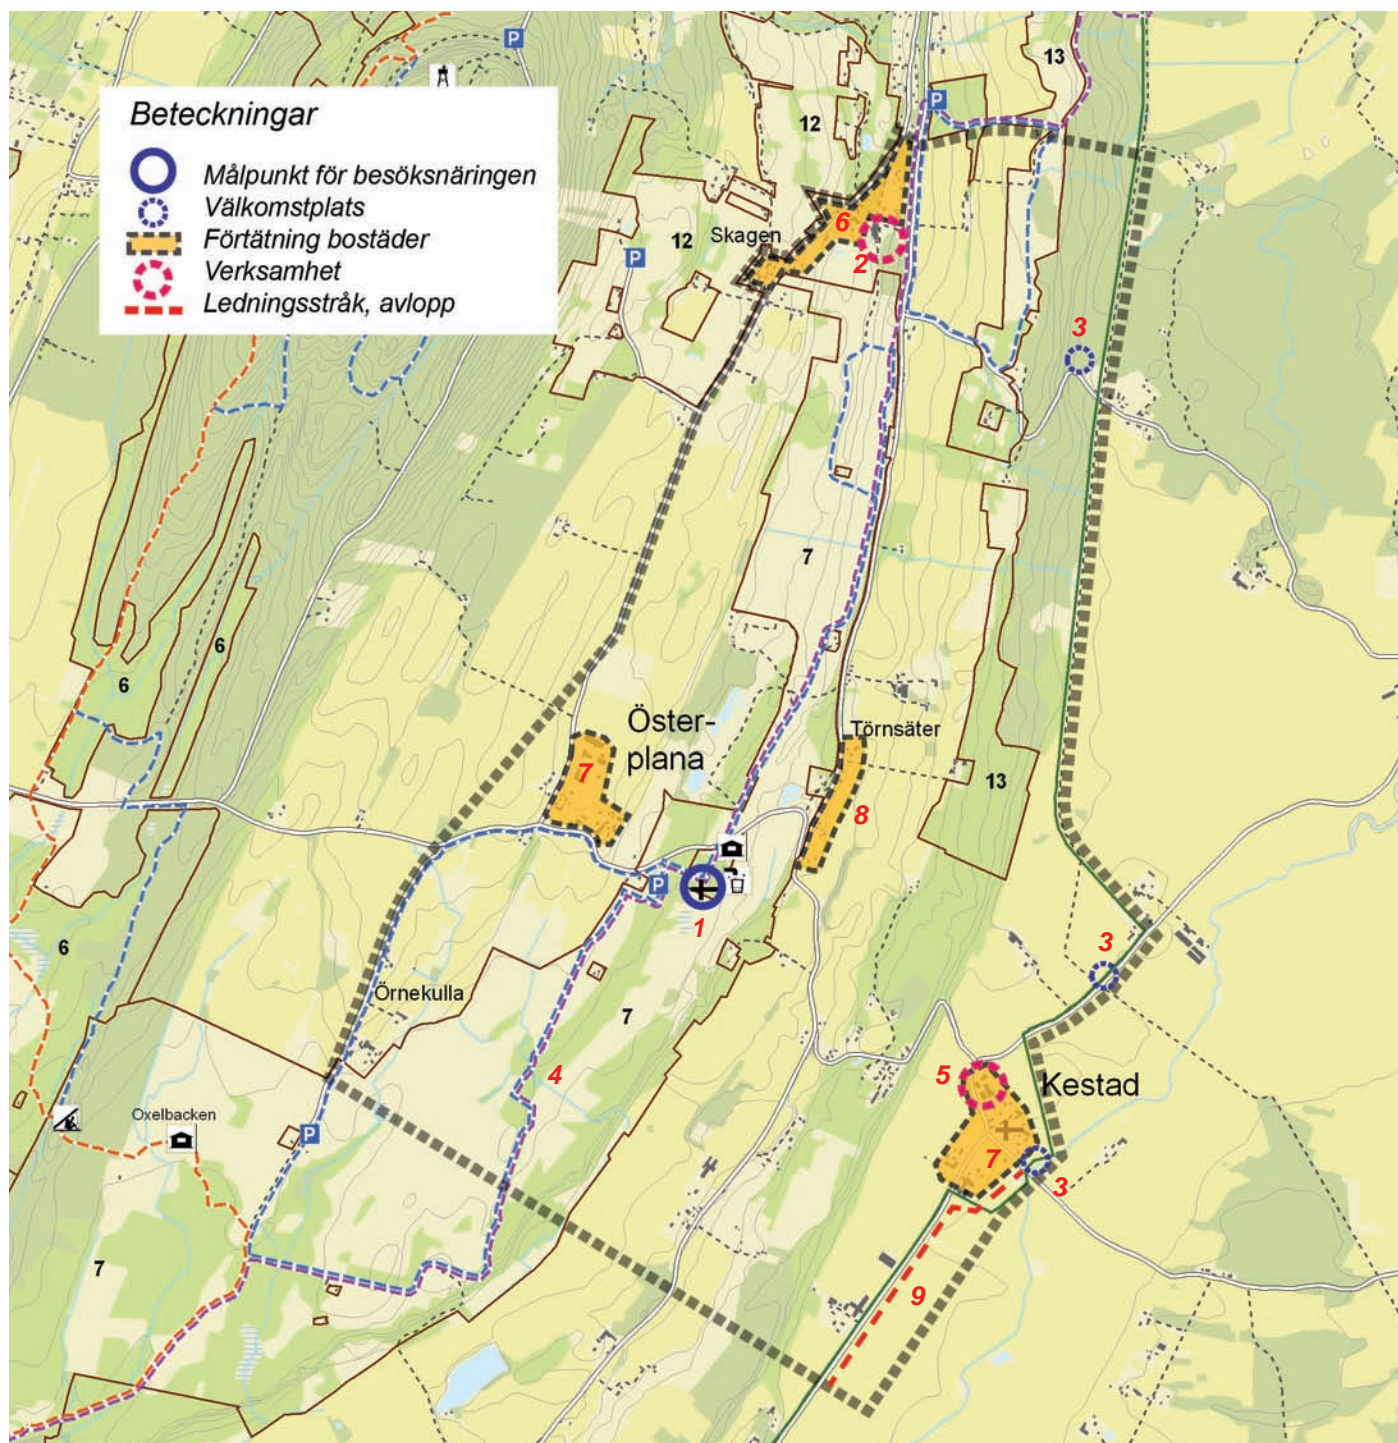 P
13
Beteckningar
P
12
Målpunkt för besöksnäringen
Välkomstplats
6
Förtätning bostäder
12
Skagen
P
2
Verksamhet
Ledningsstråk, avlopp
3
7
6
6
Öster-
plana
Törnsäter
7
13
8
P
1
3
6
Örnekulla
7
4
5
Kestad
Oxelbacken
P
7
3
7
9